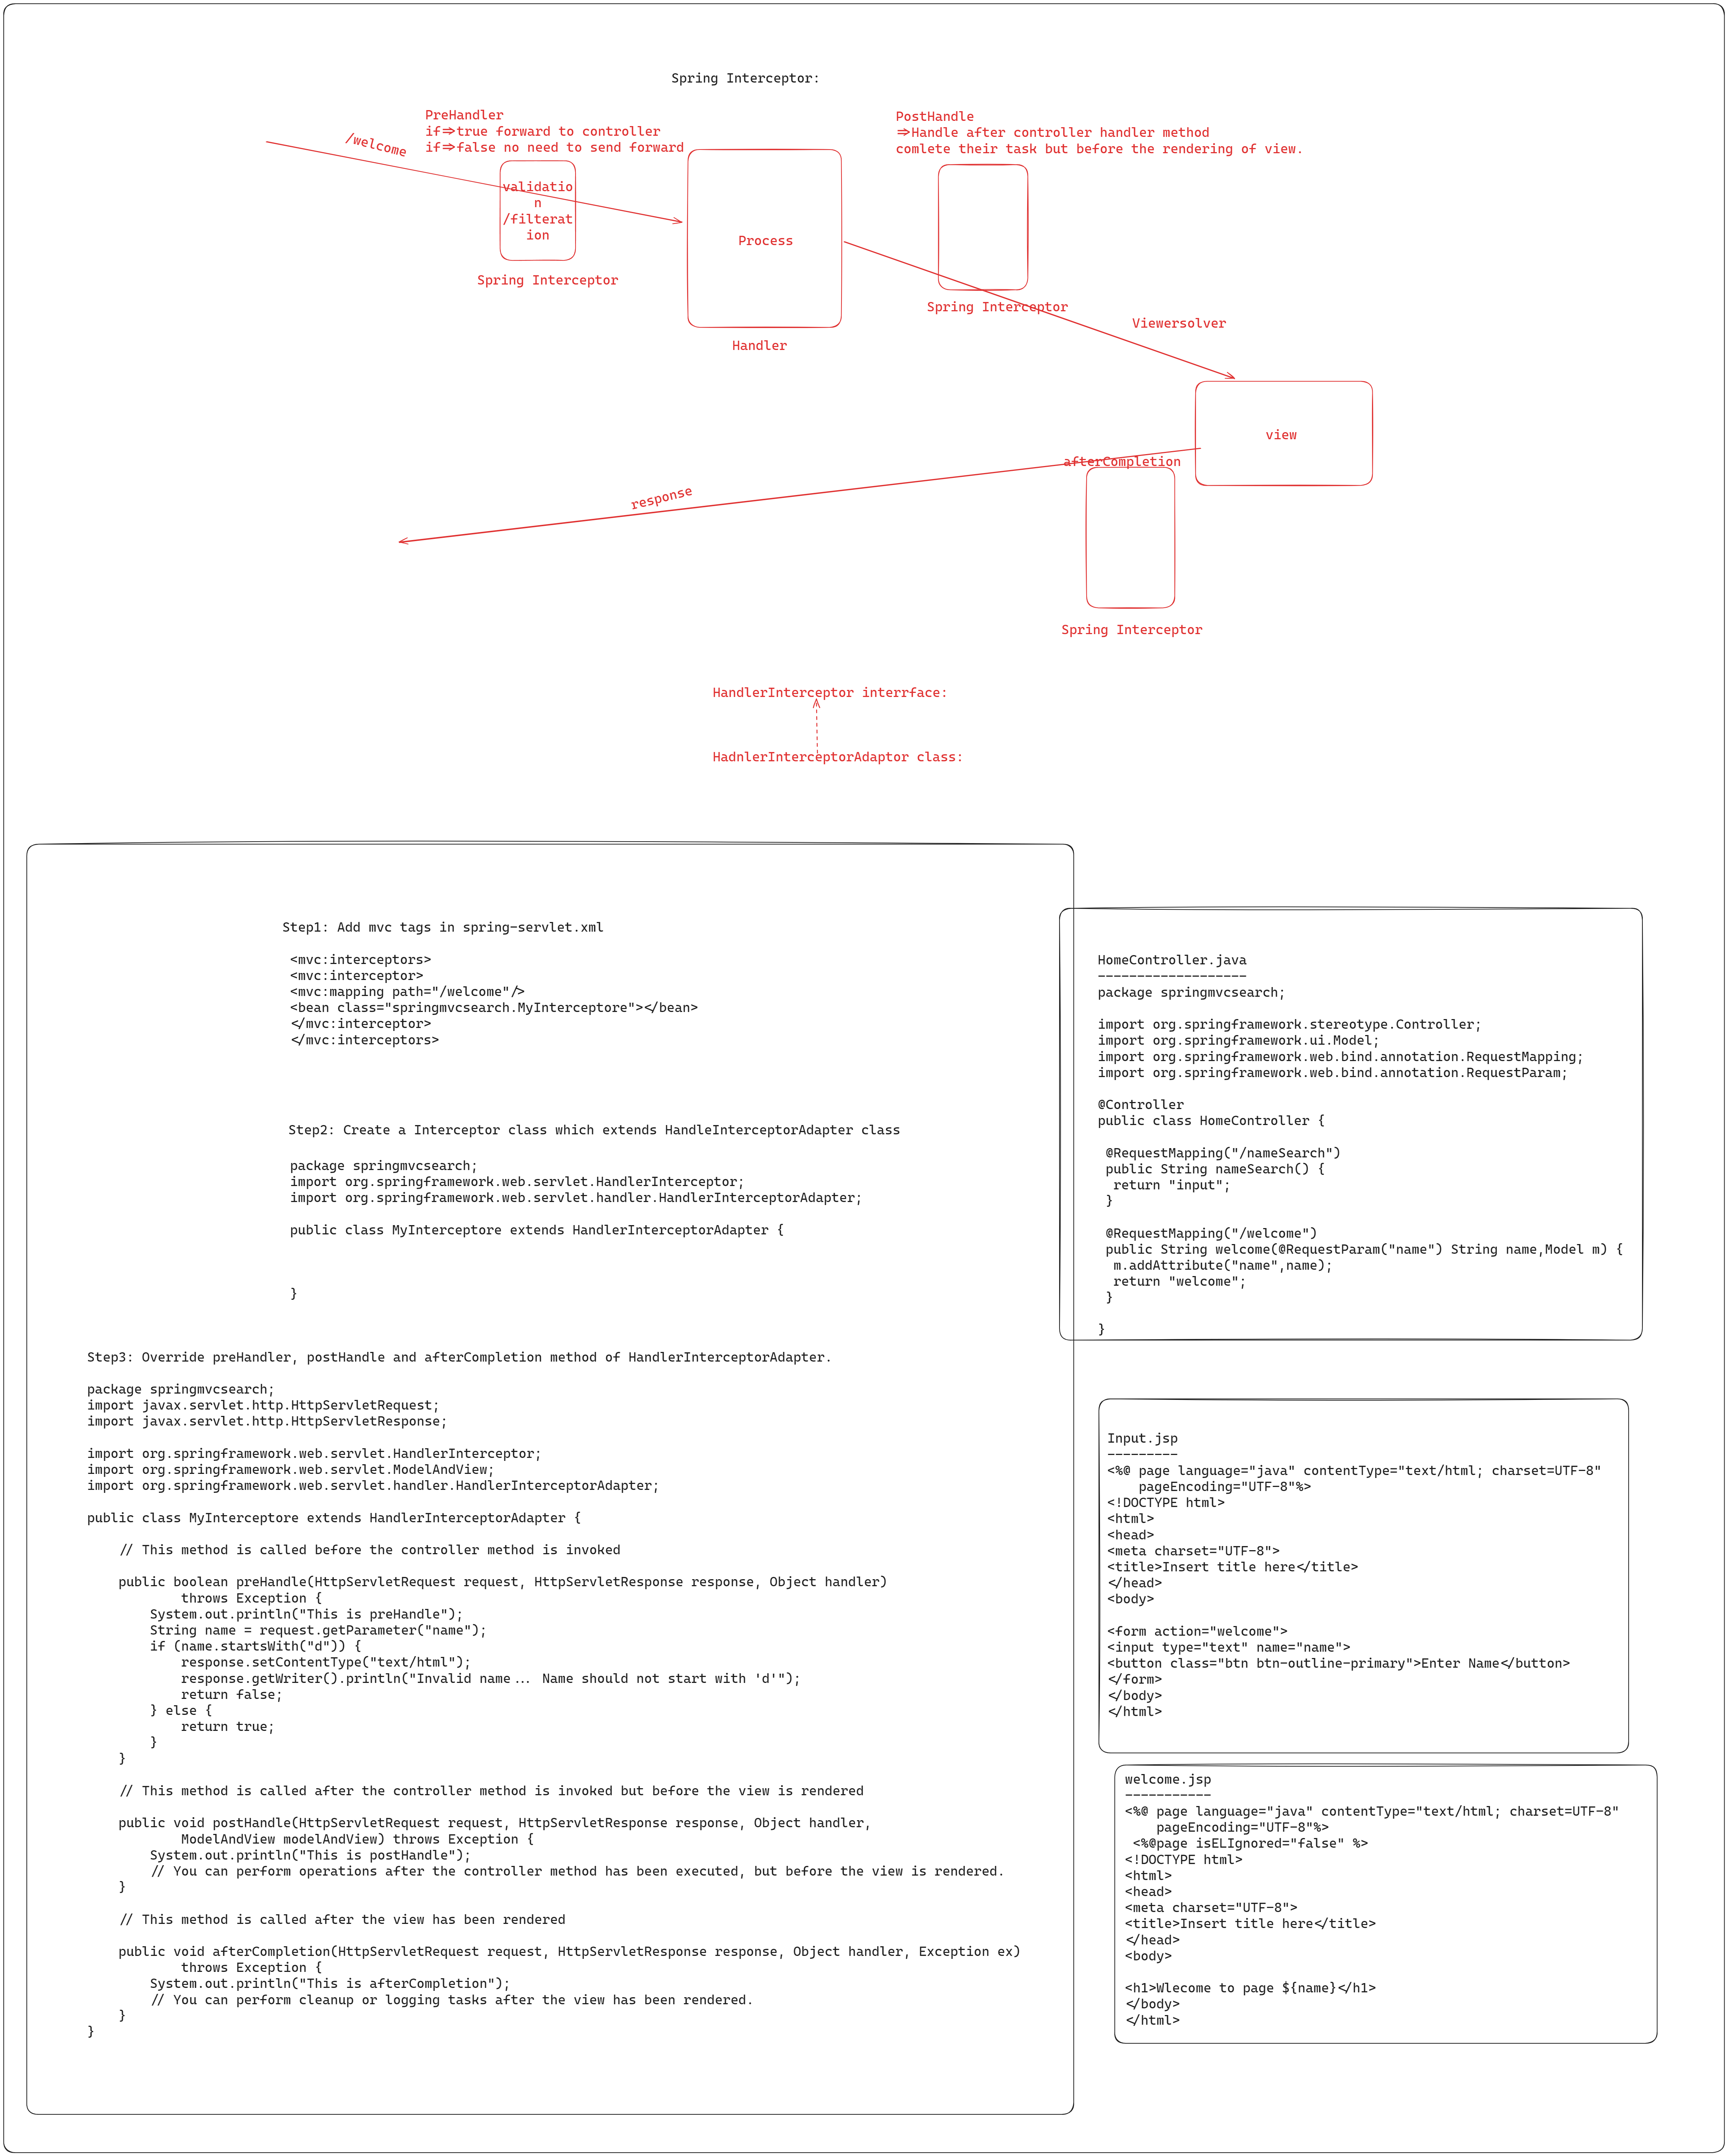 Spring Interceptor:
PreHandler
if=>true forward to controller
if=>false no need to send forward
/welcome
validatio
n
/filterat
ion
Spring Interceptor
Process
Handler
PostHandle
=>Handle after controller handler method
comlete their task but before the rendering of view.
Spring Interceptor
Viewersolver
view
afterCompletion
response
Spring Interceptor
HandlerInterceptor interrface:
HadnlerInterceptorAdaptor class:
Step1: Add mvc tags in spring-servlet.xml
<mvc:interceptors>
<mvc:interceptor>
<mvc:mapping path="/welcome"/>
<bean class="springmvcsearch.MyInterceptore"></bean>
</mvc:interceptor>
</mvc:interceptors>
Step2: Create a Interceptor class which extends HandleInterceptorAdapter class
package springmvcsearch;
import org.springframework.web.servlet.HandlerInterceptor;
import org.springframework.web.servlet.handler.HandlerInterceptorAdapter;
public class MyInterceptore extends HandlerInterceptorAdapter {
}
Step3: Override preHandler, postHandle and afterCompletion method of HandlerInterceptorAdapter.
package springmvcsearch;
import javax.servlet.http.HttpServletRequest;
import javax.servlet.http.HttpServletResponse;
import org.springframework.web.servlet.HandlerInterceptor;
import org.springframework.web.servlet.ModelAndView;
import org.springframework.web.servlet.handler.HandlerInterceptorAdapter;
public class MyInterceptore extends HandlerInterceptorAdapter {
// This method is called before the controller method is invoked
public boolean preHandle(HttpServletRequest request, HttpServletResponse response, Object handler)
throws Exception {
System.out.println("This is preHandle");
String name = request.getParameter("name");
if (name.startsWith("d")) {
response.setContentType("text/html");
response.getWriter().println("Invalid name... Name should not start with 'd'");
return false;
} else {
return true;
}
}
// This method is called after the controller method is invoked but before the view is rendered
public void postHandle(HttpServletRequest request, HttpServletResponse response, Object handler,
ModelAndView modelAndView) throws Exception {
System.out.println("This is postHandle");
// You can perform operations after the controller method has been executed, but before the view is rendered.
}
// This method is called after the view has been rendered
public void afterCompletion(HttpServletRequest request, HttpServletResponse response, Object handler, Exception ex)
throws Exception {
System.out.println("This is afterCompletion");
// You can perform cleanup or logging tasks after the view has been rendered.
}
}
HomeController.java
-------------------
package springmvcsearch;
import org.springframework.stereotype.Controller;
import org.springframework.ui.Model;
import org.springframework.web.bind.annotation.RequestMapping;
import org.springframework.web.bind.annotation.RequestParam;
@Controller
public class HomeController {
@RequestMapping("/nameSearch")
public String nameSearch() {
return "input";
}
@RequestMapping("/welcome")
public String welcome(@RequestParam("name") String name,Model m) {
m.addAttribute("name",name);
return "welcome";
}
}
Input.jsp
---------
<%@ page language="java" contentType="text/html; charset=UTF-8"
pageEncoding="UTF-8"%>
<!DOCTYPE html>
<html>
<head>
<meta charset="UTF-8">
<title>Insert title here</title>
</head>
<body>
<form action="welcome">
<input type="text" name="name">
<button class="btn btn-outline-primary">Enter Name</button>
</form>
</body>
</html>
welcome.jsp
-----------
<%@ page language="java" contentType="text/html; charset=UTF-8"
pageEncoding="UTF-8"%>
<%@page isELIgnored="false" %>
<!DOCTYPE html>
<html>
<head>
<meta charset="UTF-8">
<title>Insert title here</title>
</head>
<body>
<h1>Wlecome to page ${name}</h1>
</body>
</html>